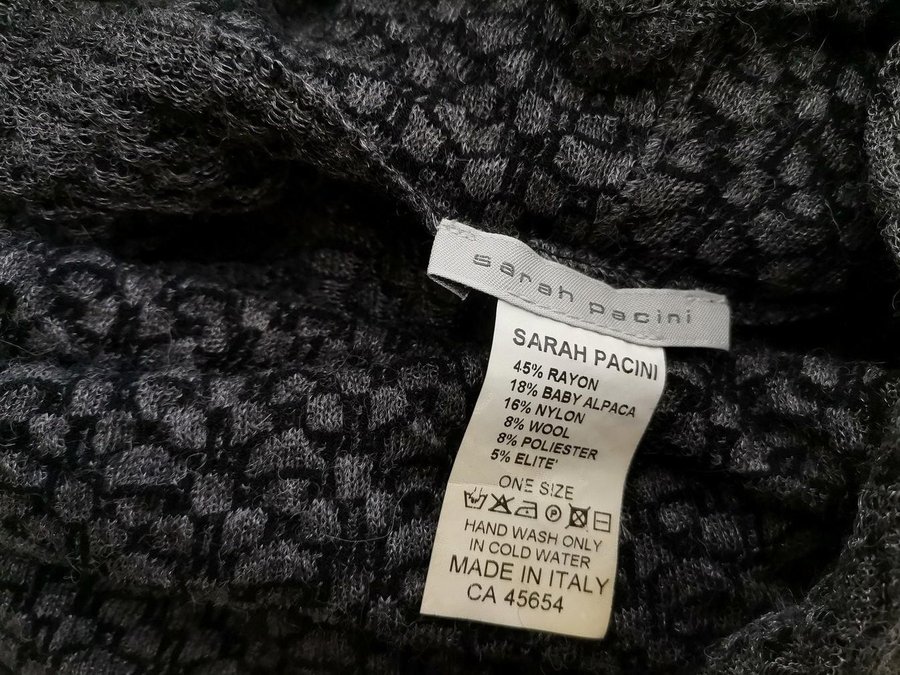 sarah pacini
SARAH PACINI
45% RAYON
18% BABY ALPACA
16% NYLON
8% WOOL
8% POLIESTER
5% ELITE'
ONE SIZE
HAND WASH ONLY
IN COLD WATER
MADE IN ITALY
CA 45654